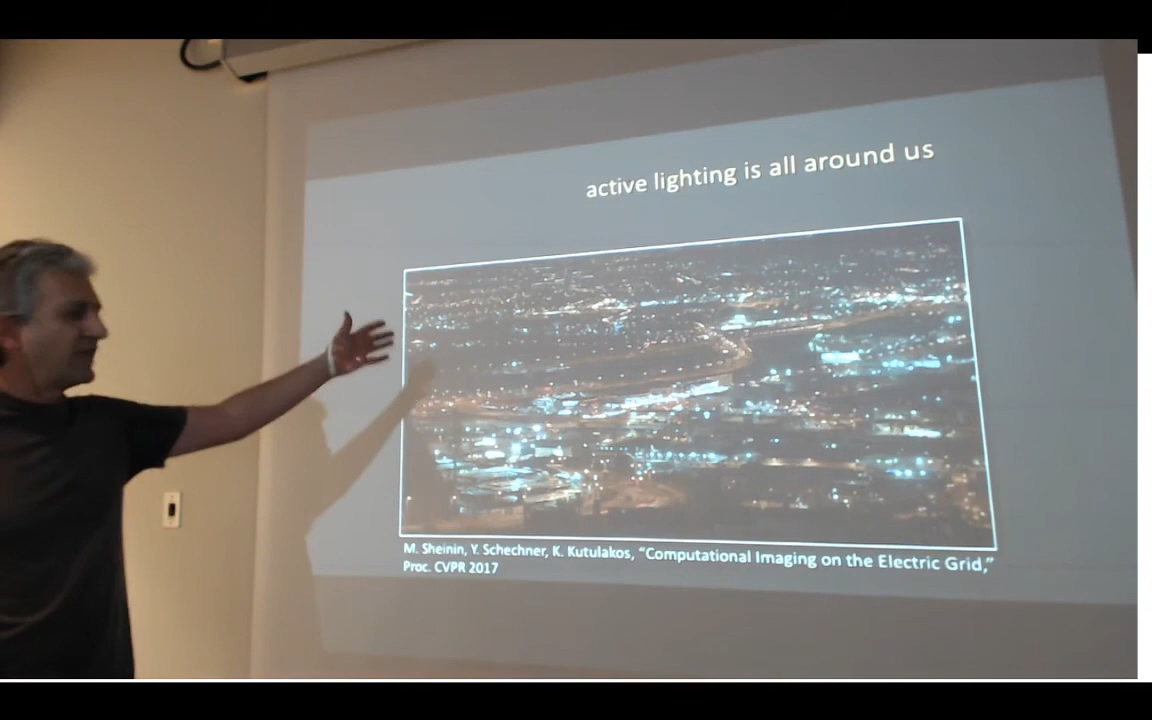 active lighting is all around us
M. Sheinin, Y. Schechner, K. Kutulakos, “Computational Imaging on the Electric Grid,”
Proc. CVPR 2017